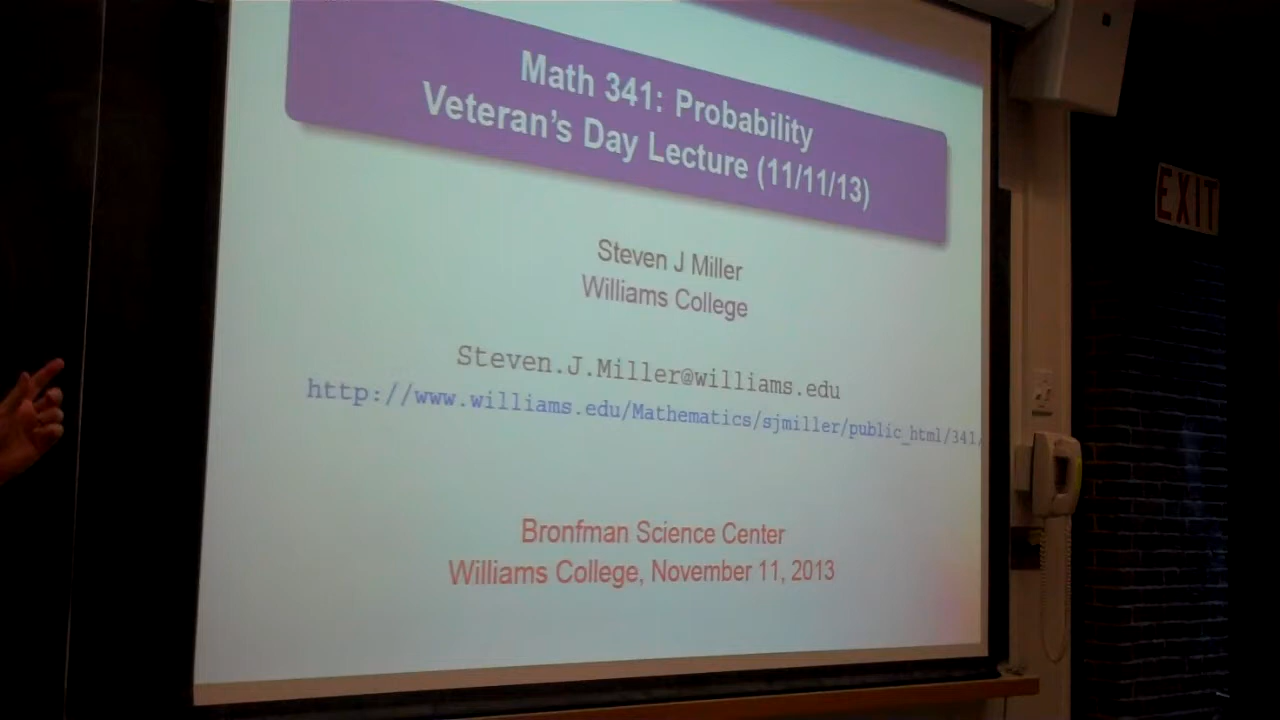 Math 341: Probability
Veteran's Day Lecture (11/11/13)
Steven J Miller
Williams College
Steven.J.Miller@williams.edu
http://www.williams.edu/Mathematics/sjmiller/public_html/341/
Bronfman Science Center
Williams College, November 11, 2013
EXIT